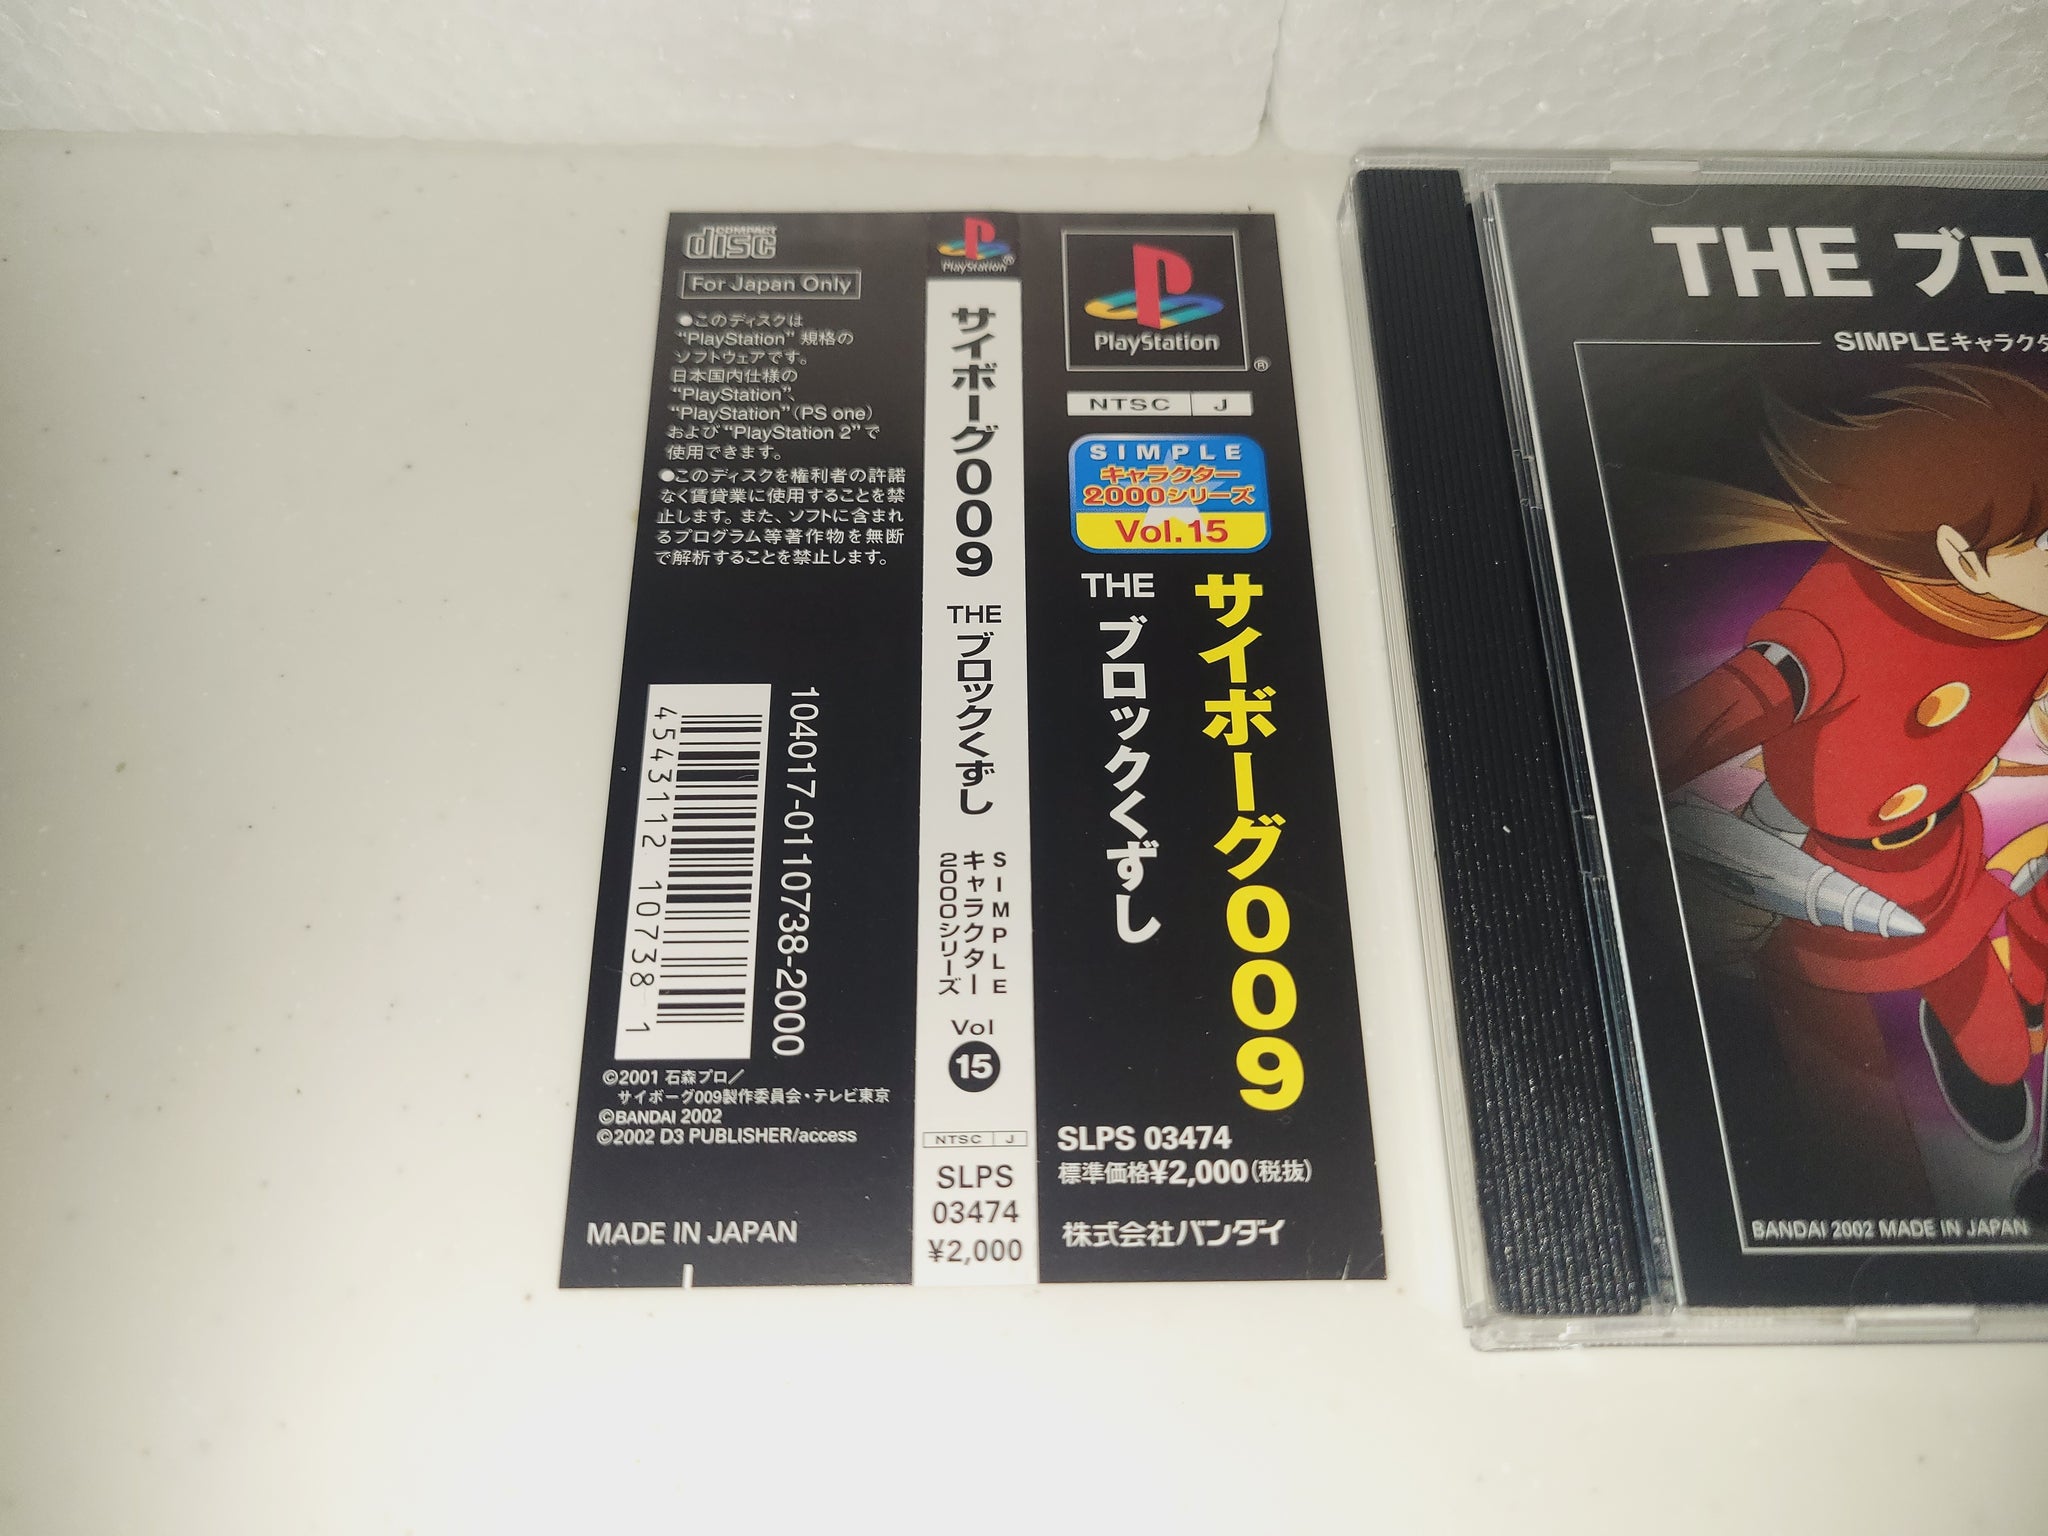 COMPACT
disc
For Japan Only
●このディスクは
“PlayStation” 規格の
ソフトウェアです。
日本国内仕様の
“PlayStation”、
“PlayStation”（PS one）
および“PlayStation 2”で
使用できます。
●このディスクを権利者の許諾
なく賃貸業に使用することを禁
止します。また、ソフトに含まれ
るプログラム等著作物を無断
で解析することを禁止します。
104017-0110738-2000
4543112 10738 1
©2001 石森プロ／
サイボーグ009製作委員会・テレビ東京
©BANDAI 2002
©2002 D3 PUBLISHER/access
MADE IN JAPAN
PlayStation®
サイボーグ009
THE ブロックくずし
SIMPLE
キャラクター
2000シリーズ
Vol
15
NTSC J
SLPS
03474
¥2,000
PlayStation
®
NTSC J
SIMPLE
キャラクター
2000シリーズ
Vol.15
サイボーグ009
THE ブロックくずし
SLPS 03474
標準価格¥2,000（税抜）
株式会社バンダイ
THE ブロ
SIMPLEキャラクタ
BANDAI 2002 MADE IN JAPAN